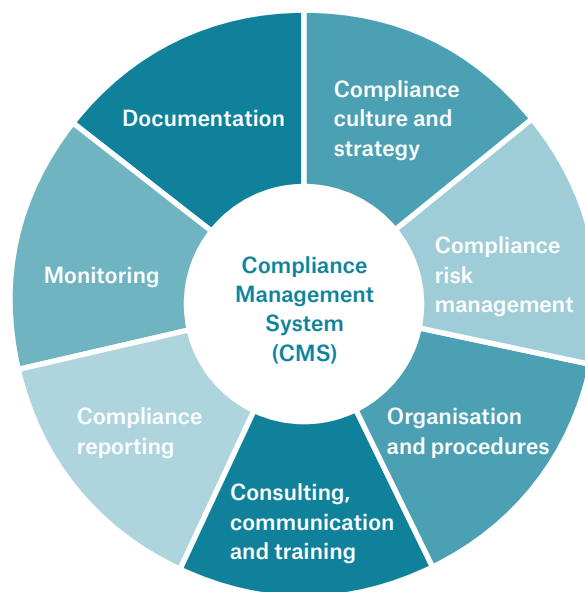 Documentation
Compliance
culture and
strategy
Compliance
risk
management
Organisation
and procedures
Consulting,
communication
and training
Compliance
reporting
Monitoring
Compliance
Management
System
(CMS)